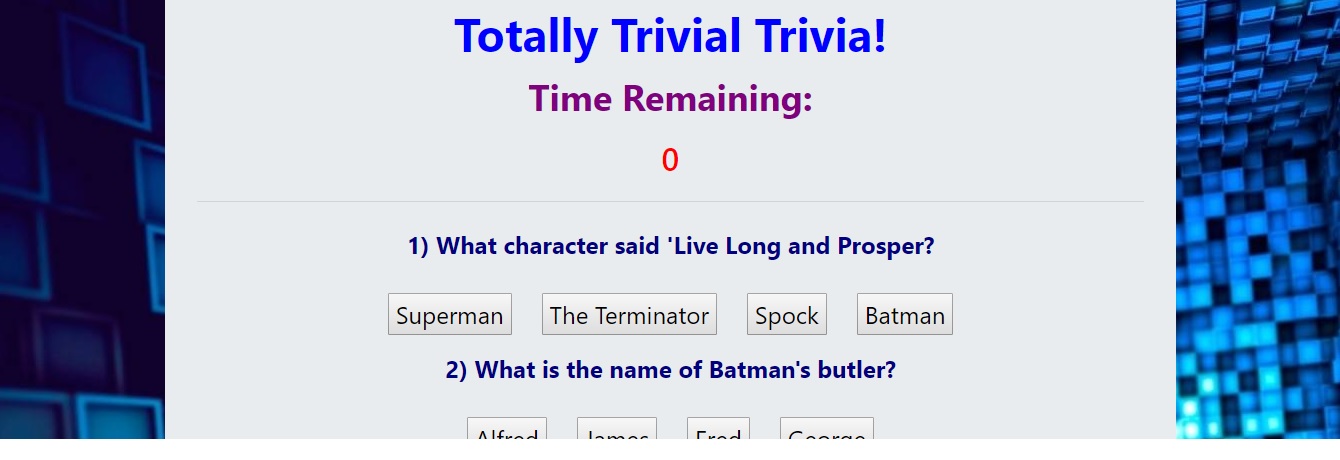 Totally Trivial Trivia!
Time Remaining:
0
1) What character said 'Live Long and Prosper?
Superman The Terminator Spock Batman
2) What is the name of Batman's butler?
Alfred James Fred George